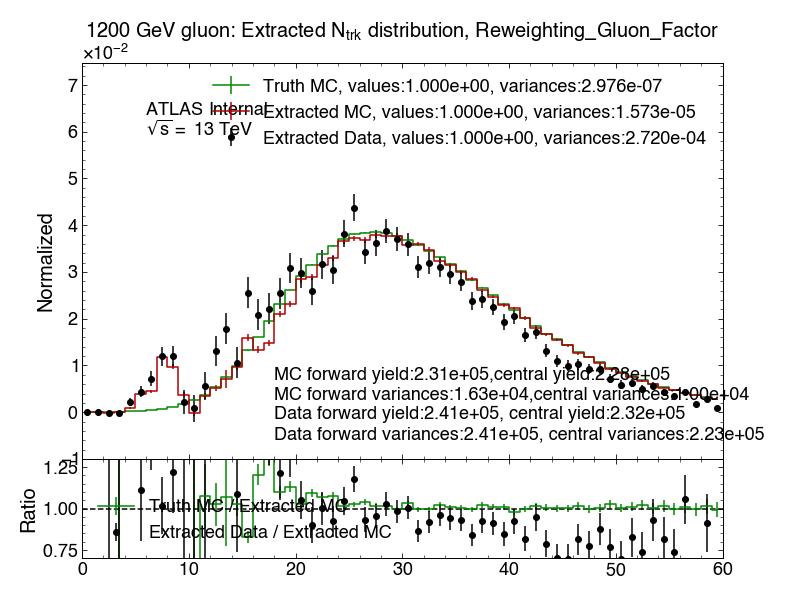 1200 GeV gluon: Extracted Ntrk distribution, Reweighting_Gluon_Factor
×10−2
Truth MC, values:1.000e+00, variances:2.976e-07
ATLAS Internal
Extracted MC, values:1.000e+00, variances:1.573e-05
√s = 13 TeV
Extracted Data, values:1.000e+00, variances:2.720e-04
7
6
5
4
3
2
1
0
1
Normalized
MC forward yield:2.31e+05,central yield:2.28e+05
MC forward variances:1.63e+04,central variances:1.00e+04
Data forward yield:2.41e+05, central yield:2.32e+05
Data forward variances:2.41e+05, central variances:2.23e+05
1.25
1.00
0.75
Ratio
Truth MC / Extracted MC
Extracted Data / Extracted MC
0 10 20 30 40 50 60